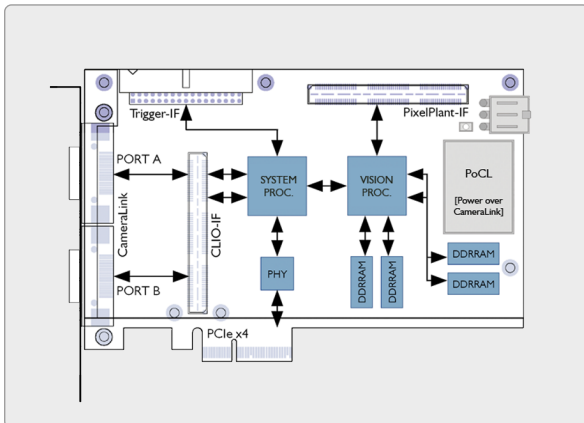 Trigger-IF
PixelPlant-IF
PORT A
CameraLink
CLIO-IF
SYSTEM
PROC.
VISION
PROC.
PoCL
[Power over
CameraLink]
PHY
DDRRAM
DDRRAM
DDRRAM
DDRRAM
PORT B
PCIe x4